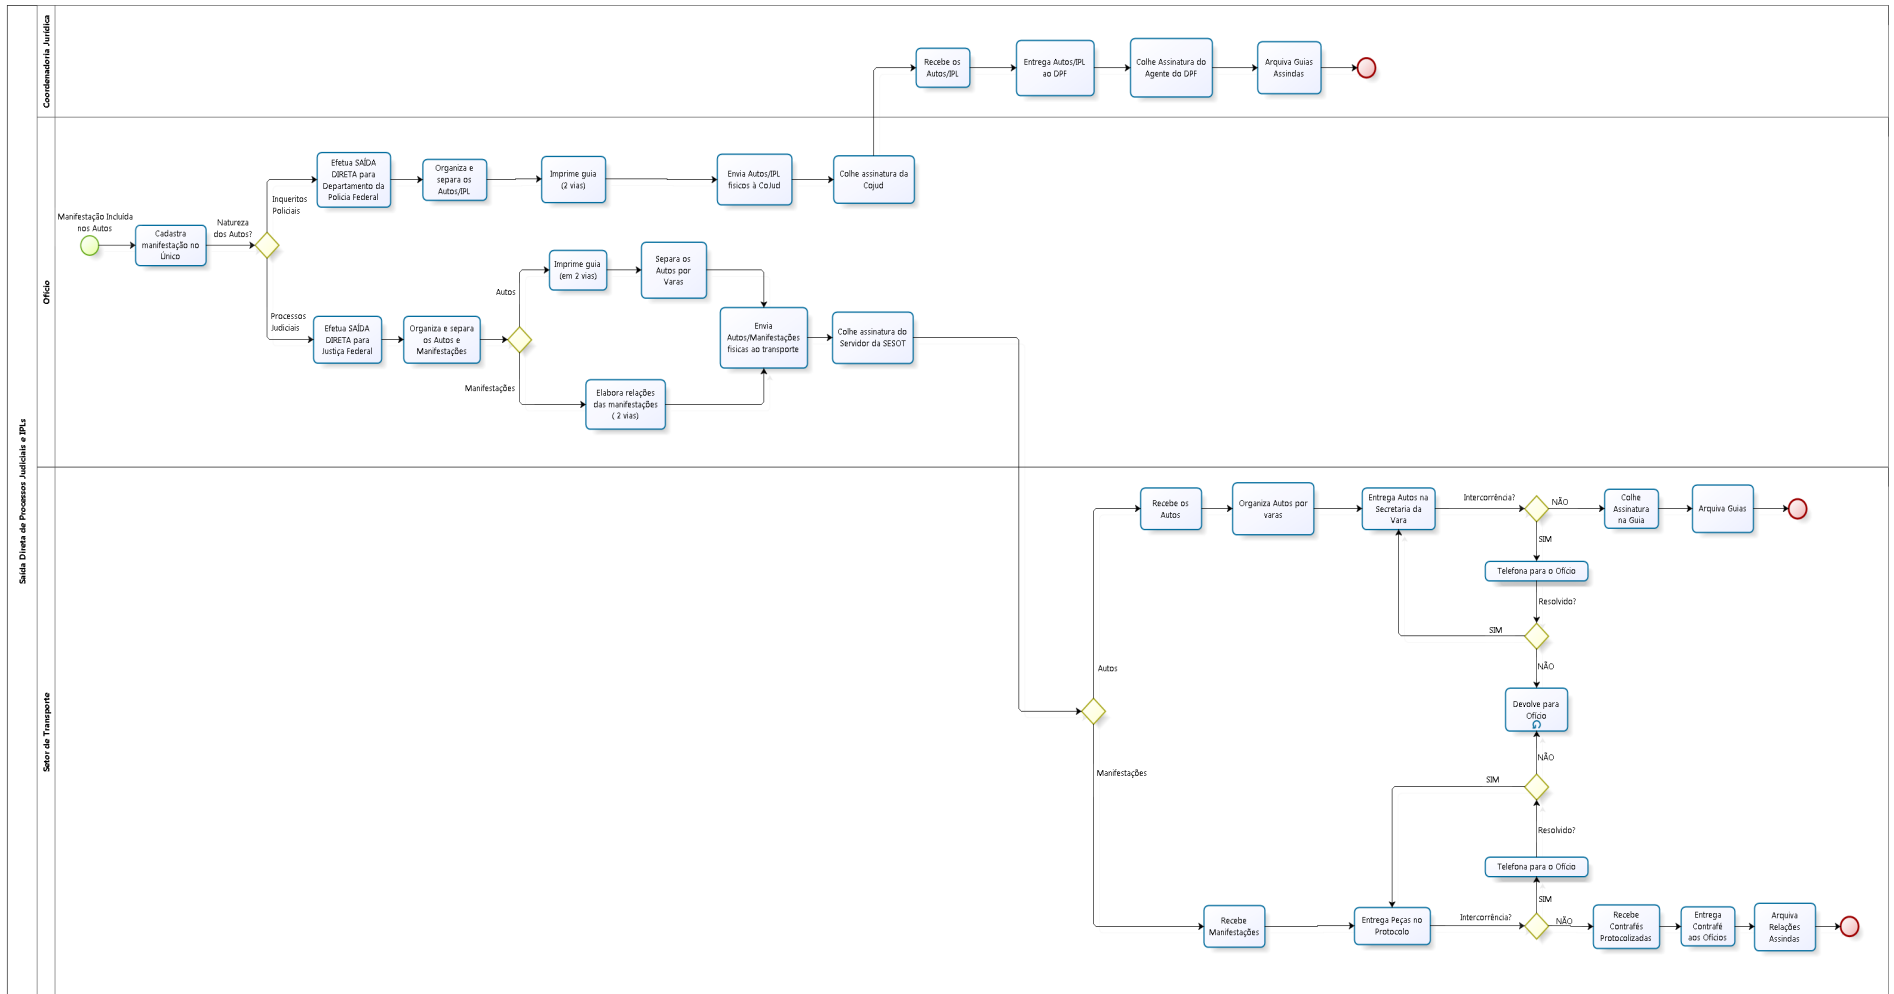 Saída Direta de Processos Judiciais e IPLs
Coordenadoria Jurídica
Recebe os
Autos/IPL
Entrega Autos/IPL
ao DPF
Colhe Assinatura do
Agente do DPF
Arquiva Guias
Assindas
Ofício
Manifestação Incluída
nos Autos
Cadastra
manifestação no
Único
Natureza
dos Autos?
Inqueritos
Policiais
Efetua SAÍDA
DIRETA para
Departamento da
Policia Federal
Organiza e
separa os
Autos/IPL
Imprime guia
(2 vias)
Envia Autos/IPL
fisicos à CoJud
Colhe assinatura da
Cojud
Processos
Judiciais
Efetua SAÍDA
DIRETA para
Justiça Federal
Organiza e separa
os Autos e
Manifestações
Autos
Imprime guia
(em 2 vias)
Separa os
Autos por
Varas
Manifestações
Elabora relações
das manifestações
( 2 vias)
Envia
Autos/Manifestações
fisicas ao transporte
Colhe assinatura do
Servidor da SESOT
Setor de Transporte
Autos
Recebe os
Autos
Organiza Autos por
varas
Entrega Autos na
Secretaria da
Vara
Intercorrência?
NÃO
Colhe
Assinatura
na Guia
Arquiva Guias
SIM
Telefona para o Ofício
Resolvido?
SIM
NÃO
Devolve para
Ofício
NÃO
SIM
Resolvido?
Telefona para o Ofício
SIM
Manifestações
Recebe
Manifestações
Entrega Peças no
Protocolo
Intercorrência?
NÃO
Recebe
Contrafés
Protocolizadas
Entrega
Contrafé
aos Ofícios
Arquiva
Relações
Assindas